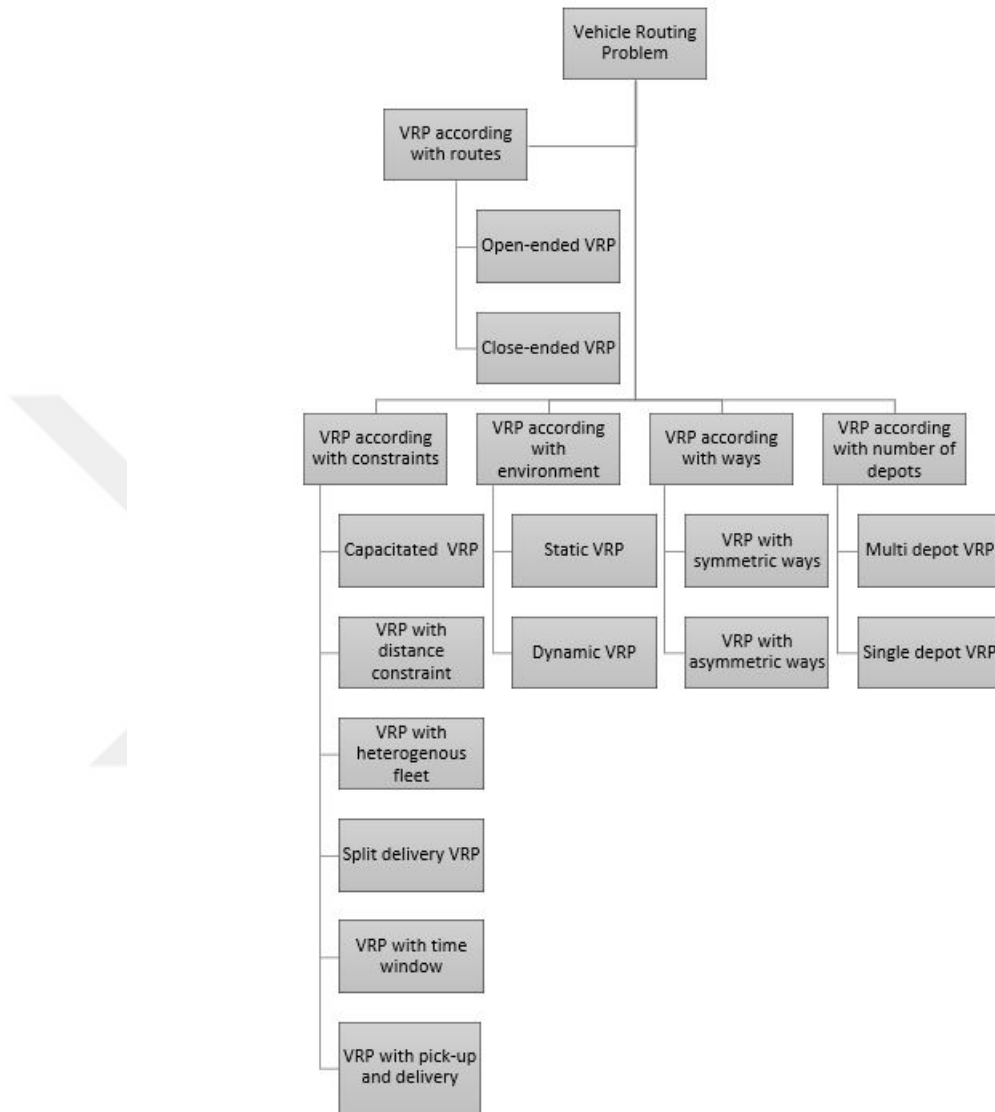 Vehicle Routing
Problem
VRP according
with routes
Open-ended VRP
Close-ended VRP
VRP according
with constraints
VRP according
with
environment
VRP according
with ways
VRP according
with number of
depots
Capacitated VRP
Static VRP
VRP with
symmetric ways
Multi depot VRP
VRP with
distance
constraint
Dynamic VRP
VRP with
asymmetric ways
Single depot VRP
VRP with
heterogenous
fleet
Split delivery VRP
VRP with time
window
VRP with pick-up
and delivery